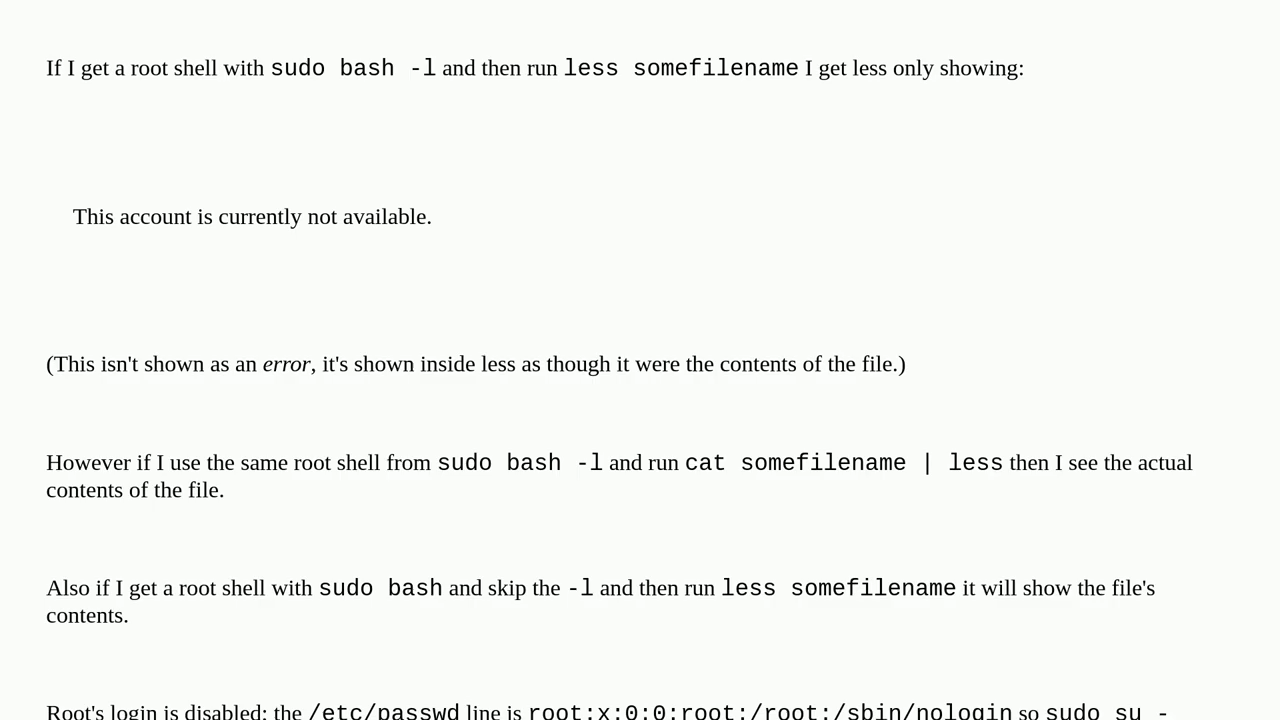 If I get a root shell with sudo bash -l and then run less somefilename I get less only showing:
This account is currently not available.
(This isn't shown as an error, it's shown inside less as though it were the contents of the file.)
However if I use the same root shell from sudo bash -l and run cat somefilename | less then I see the actual
contents of the file.
Also if I get a root shell with sudo bash and skip the -l and then run less somefilename it will show the file's
contents.
Root's login is disabled: the /etc/passwd line is root:x:0:0:root:/root:/sbin/nologin so sudo su -